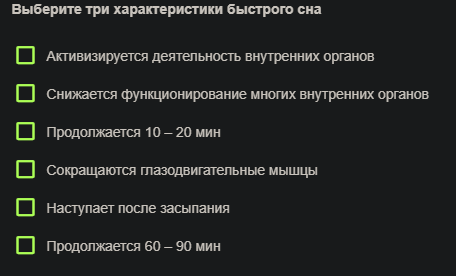 Выберите три характеристики быстрого сна
Активизируется деятельность внутренних органов
Снижается функционирование многих внутренних органов
Продолжается 10 – 20 мин
Сокращаются глазодвигательные мышцы
Наступает после засыпания
Продолжается 60 – 90 мин